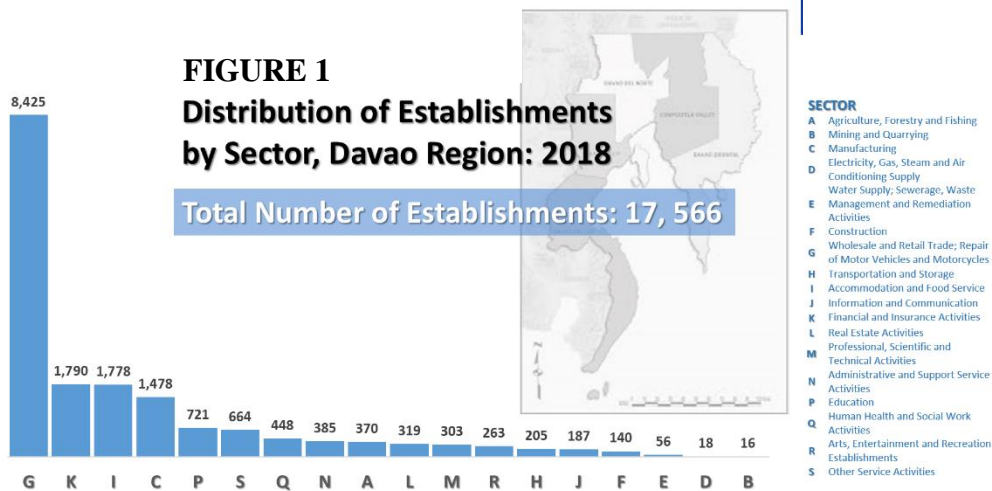 FIGURE 1
Distribution of Establishments
by Sector, Davao Region: 2018
Total Number of Establishments: 17, 566
8,425
1,790 1,778
1,478
721
664
448
385
370
319
303
263
205
187
140
56
18
16
G K I C P S Q N A L M R H J F E D B
DAVAO DEL NORTE
COMPOSTELA VALLEY
DAVAO ORIENTAL
SECTOR
A Agriculture, Forestry and Fishing
B Mining and Quarrying
C Manufacturing
D Electricity, Gas, Steam and Air
Conditioning Supply
Water Supply; Sewerage, Waste
E Management and Remediation
Activities
F Construction
G Wholesale and Retail Trade; Repair
of Motor Vehicles and Motorcycles
H Transportation and Storage
I Accommodation and Food Service
J Information and Communication
K Financial and Insurance Activities
L Real Estate Activities
M Professional, Scientific and
Technical Activities
N Administrative and Support Service
Activities
P Education
Q Human Health and Social Work
Activities
R Arts, Entertainment and Recreation
Establishments
S Other Service Activities